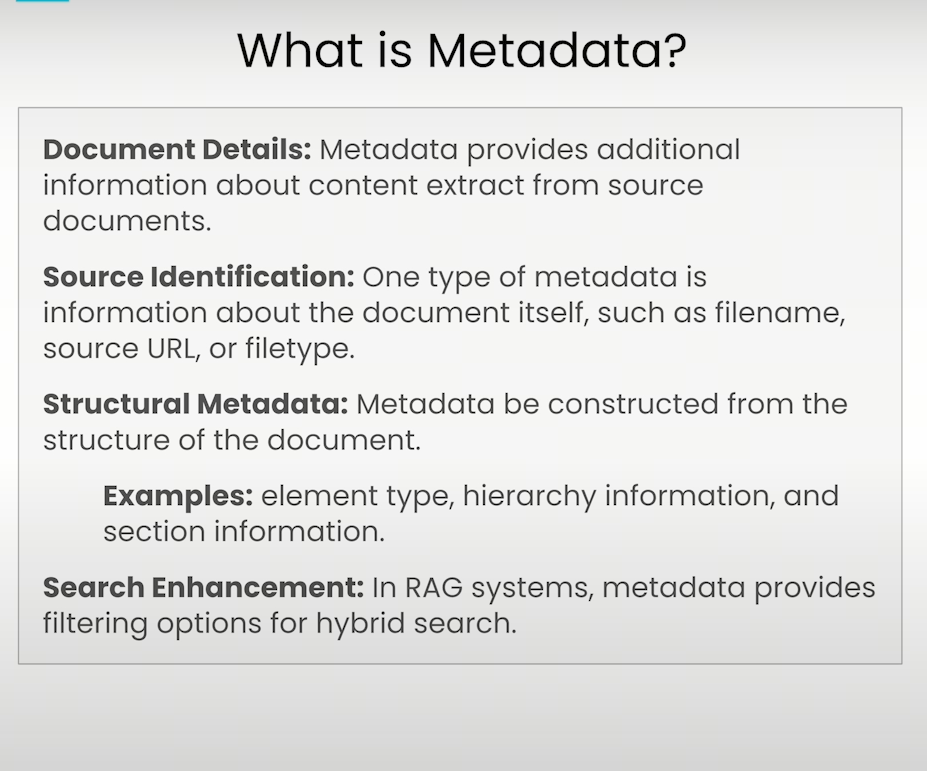 What is Metadata?
Document Details: Metadata provides additional
information about content extract from source
documents.
Source Identification: One type of metadata is
information about the document itself, such as filename,
source URL, or filetype.
Structural Metadata: Metadata be constructed from the
structure of the document.
Examples: element type, hierarchy information, and
section information.
Search Enhancement: In RAG systems, metadata provides
filtering options for hybrid search.